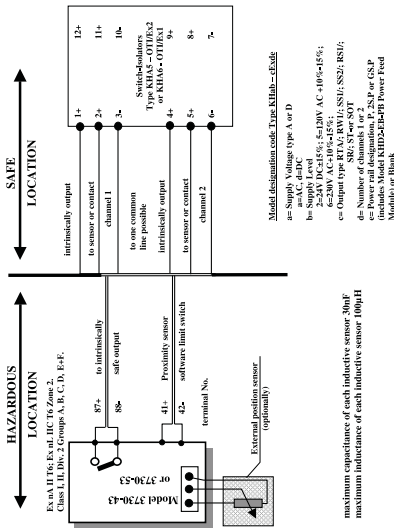 SAFE
LOCATION
HAZARDOUS
LOCATION
Ex nA II T6; Ex nL IIC T6 Zone 2,
Class I, II, Div. 2 Groups A, B, C, D, E+F.
Switch-Isolators
Type KHA5 – OTI/Ex2
or KHA6 - OTI/Ex1
1+
2+
3-
4+
5+
6-
12+
11+
10-
9+
8+
7-
intrinsically output
to sensor or contact
channel 1
to one common
line possible
intrinsically output
to sensor or contact
channel 2
87+
88-
to intrinsically
safe output
41+
42-
Proximity sensor
software limit switch
terminal No.
Model 3730-43
or 3730-53
External position sensor
(optionally)
Model designation code Type KHab – cExde
a= Supply Voltage type A or D
a=AC, d=DC
b= Supply Level
2=24V DC±15%; 5=120V AC +10%-15%;
6=230V AC+10%-15%;
c= Output type RTA/; RW1/; SS1/; SS2/; RS1/;
SR/; ST-or SOT
d= Number of channels 1 or 2
e= Power rail designation, P, 2S.P or GS.P
(includes Model KHD2-EB-PB Power Feed
Module) or Blank
maximum capacitance of each inductive sensor 30nF
maximum inductance of each inductive sensor 100µH